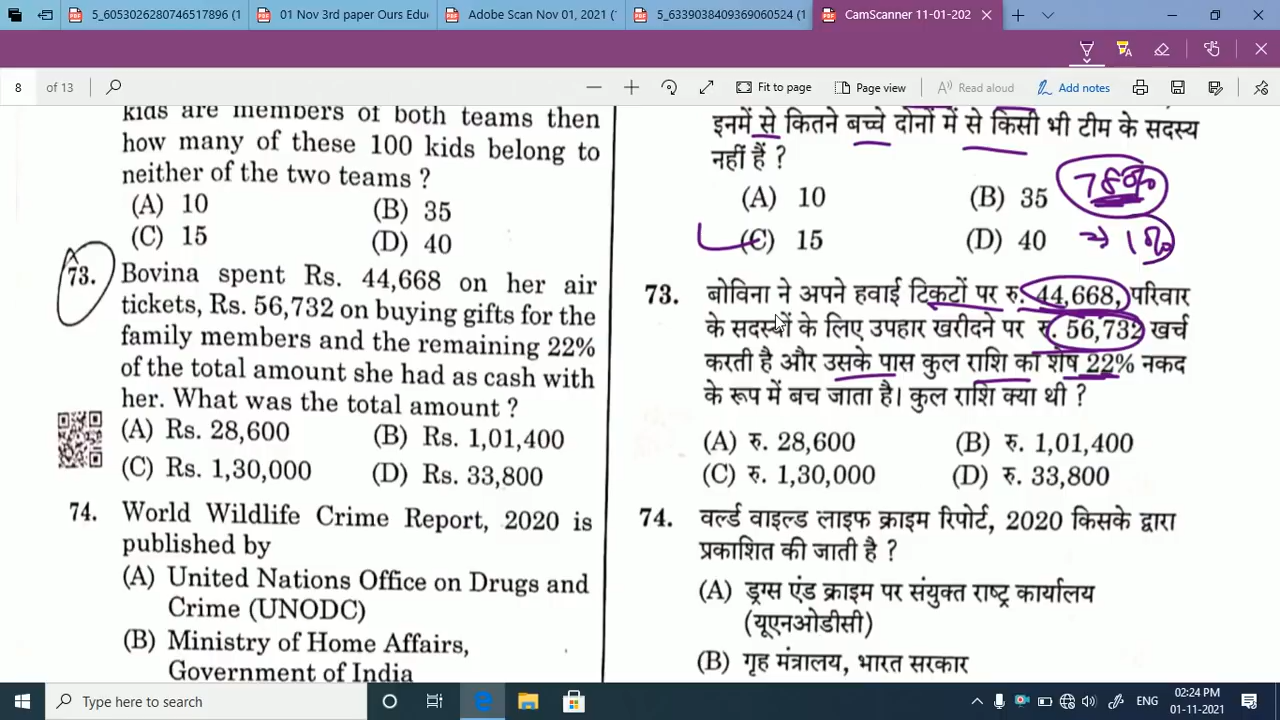 5_6053026280746517896 (1
01 Nov 3rd paper Ours Edu
Adobe Scan Nov 01, 2021 (
5_6339038409369060524 (1
CamScanner 11-01-202
8 of 13
Fit to page
Page view
Read aloud
Add notes
kids are members of both teams then
how many of these 100 kids belong to
neither of the two teams ?
(A) 10
(B) 35
(C) 15
(D) 40
73. Bovina spent Rs. 44,668 on her air
tickets, Rs. 56,732 on buying gifts for the
family members and the remaining 22%
of the total amount she had as cash with
her. What was the total amount ?
(A) Rs. 28,600
(B) Rs. 1,01,400
(C) Rs. 1,30,000
(D) Rs. 33,800
74. World Wildlife Crime Report, 2020 is
published by
(A) United Nations Office on Drugs and
Crime (UNODC)
(B) Ministry of Home Affairs,
Government of India
इनमें से कितने बच्चे दोनों में से किसी भी टीम के सदस्य
नहीं हैं ?
(A) 10
(B) 35
78%
(C) 15
(D) 40
⇒ 1%
73. बोविना ने अपने हवाई टिकटों पर रु. 44,668, परिवार
के सदस्यों के लिए उपहार खरीदने पर रु. 56,732 खर्च
करती है और उसके पास कुल राशि का शेष 22% नकद
के रूप में बच जाता है। कुल राशि क्या थी ?
(A) रु. 28,600
(B) रु. 1,01,400
(C) रु. 1,30,000
(D) रु. 33,800
74. वर्ल्ड वाइल्ड लाइफ क्राइम रिपोर्ट, 2020 किसके द्वारा
प्रकाशित की जाती है ?
(A) ड्रग्स एंड क्राइम पर संयुक्त राष्ट्र कार्यालय
(यूएनओडीसी)
(B) गृह मंत्रालय, भारत सरकार
Type here to search
ENG
02:24 PM
01-11-2021